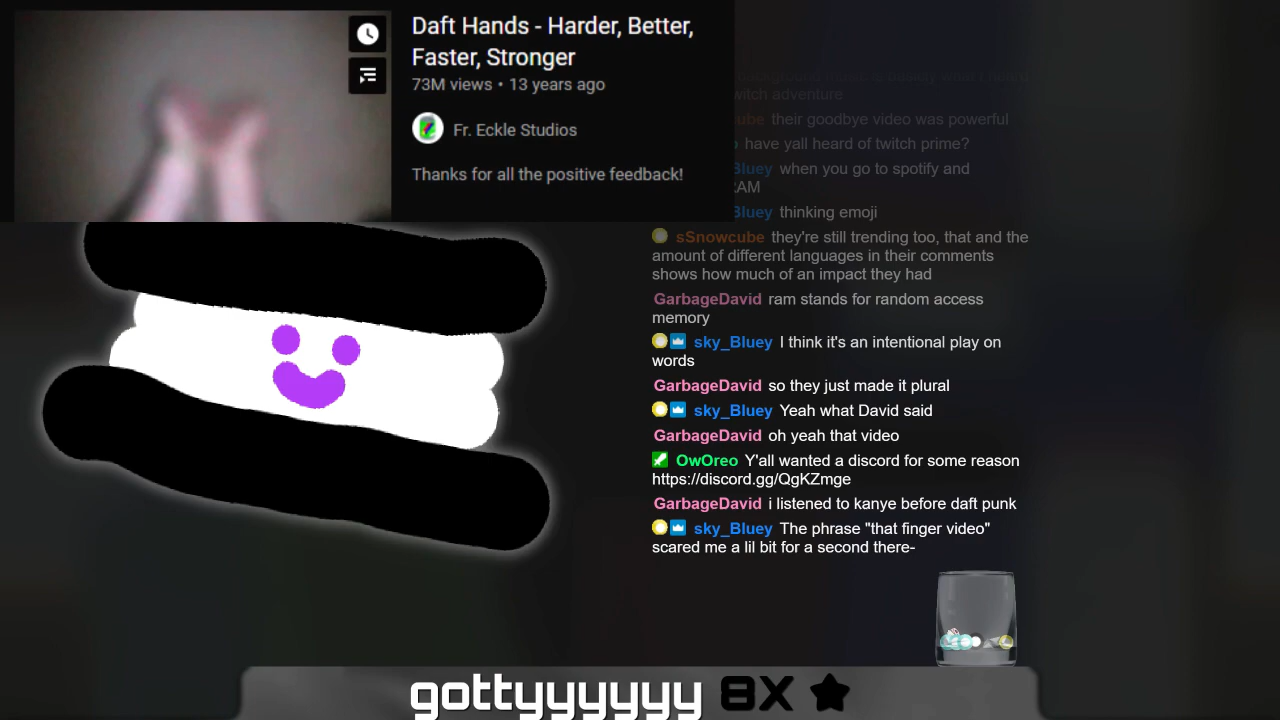 Daft Hands - Harder, Better,
Faster, Stronger
73M views • 13 years ago
Fr. Eckle Studios
Thanks for all the positive feedback!
witch adventure
ube their goodbye video was powerful
have yall heard of twitch prime?
Bluey when you go to spotify and
RAM
Bluey thinking emoji
sSnowcube they're still trending too, that and the
amount of different languages in their comments
shows how much of an impact they had
GarbageDavid ram stands for random access
memory
sky_Bluey I think it's an intentional play on
words
GarbageDavid so they just made it plural
sky_Bluey Yeah what David said
GarbageDavid oh yeah that video
OwOreo Y'all wanted a discord for some reason
https://discord.gg/QgKZmge
GarbageDavid i listened to kanye before daft punk
sky_Bluey The phrase "that finger video"
scared me a lil bit for a second there-
gottyyyyyy 8X